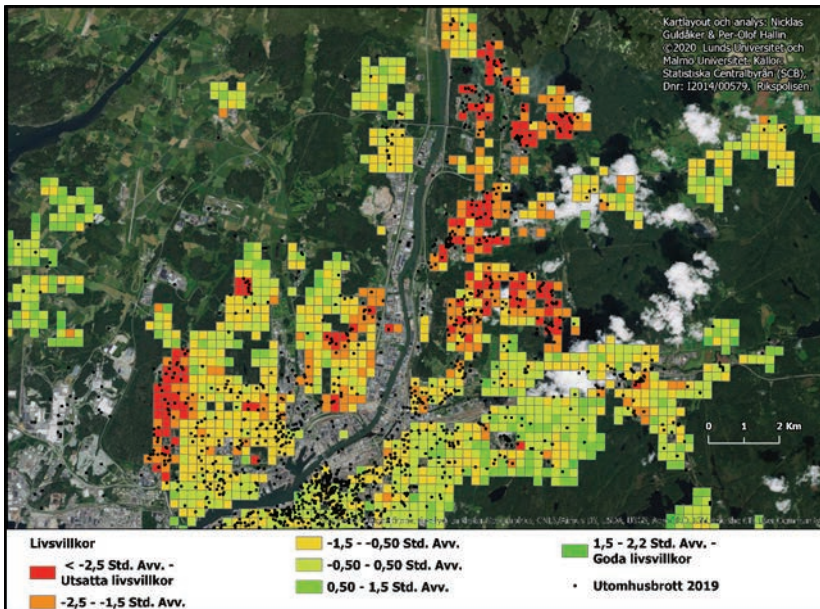 Kartlayout och analys: Nicklas
Guldåker & Per-Olof Hallin
©2020 Lunds Universitet och
Malmö Universitet. Källor:
Statistiska Centralbyrån (SCB),
Dnr: I2014/00579, Rikspolisen.
0 1 2 Km
Livsvillkor
< -2,5 Std. Avv. -
Utsatta livsvillkor
-2,5 - -1,5 Std. Avv.
-1,5 - -0,50 Std. Avv.
-0,50 - 0,50 Std. Avv.
0,50 - 1,5 Std. Avv.
1,5 - 2,2 Std. Avv. -
Goda livsvillkor
Utomhusbrott 2019